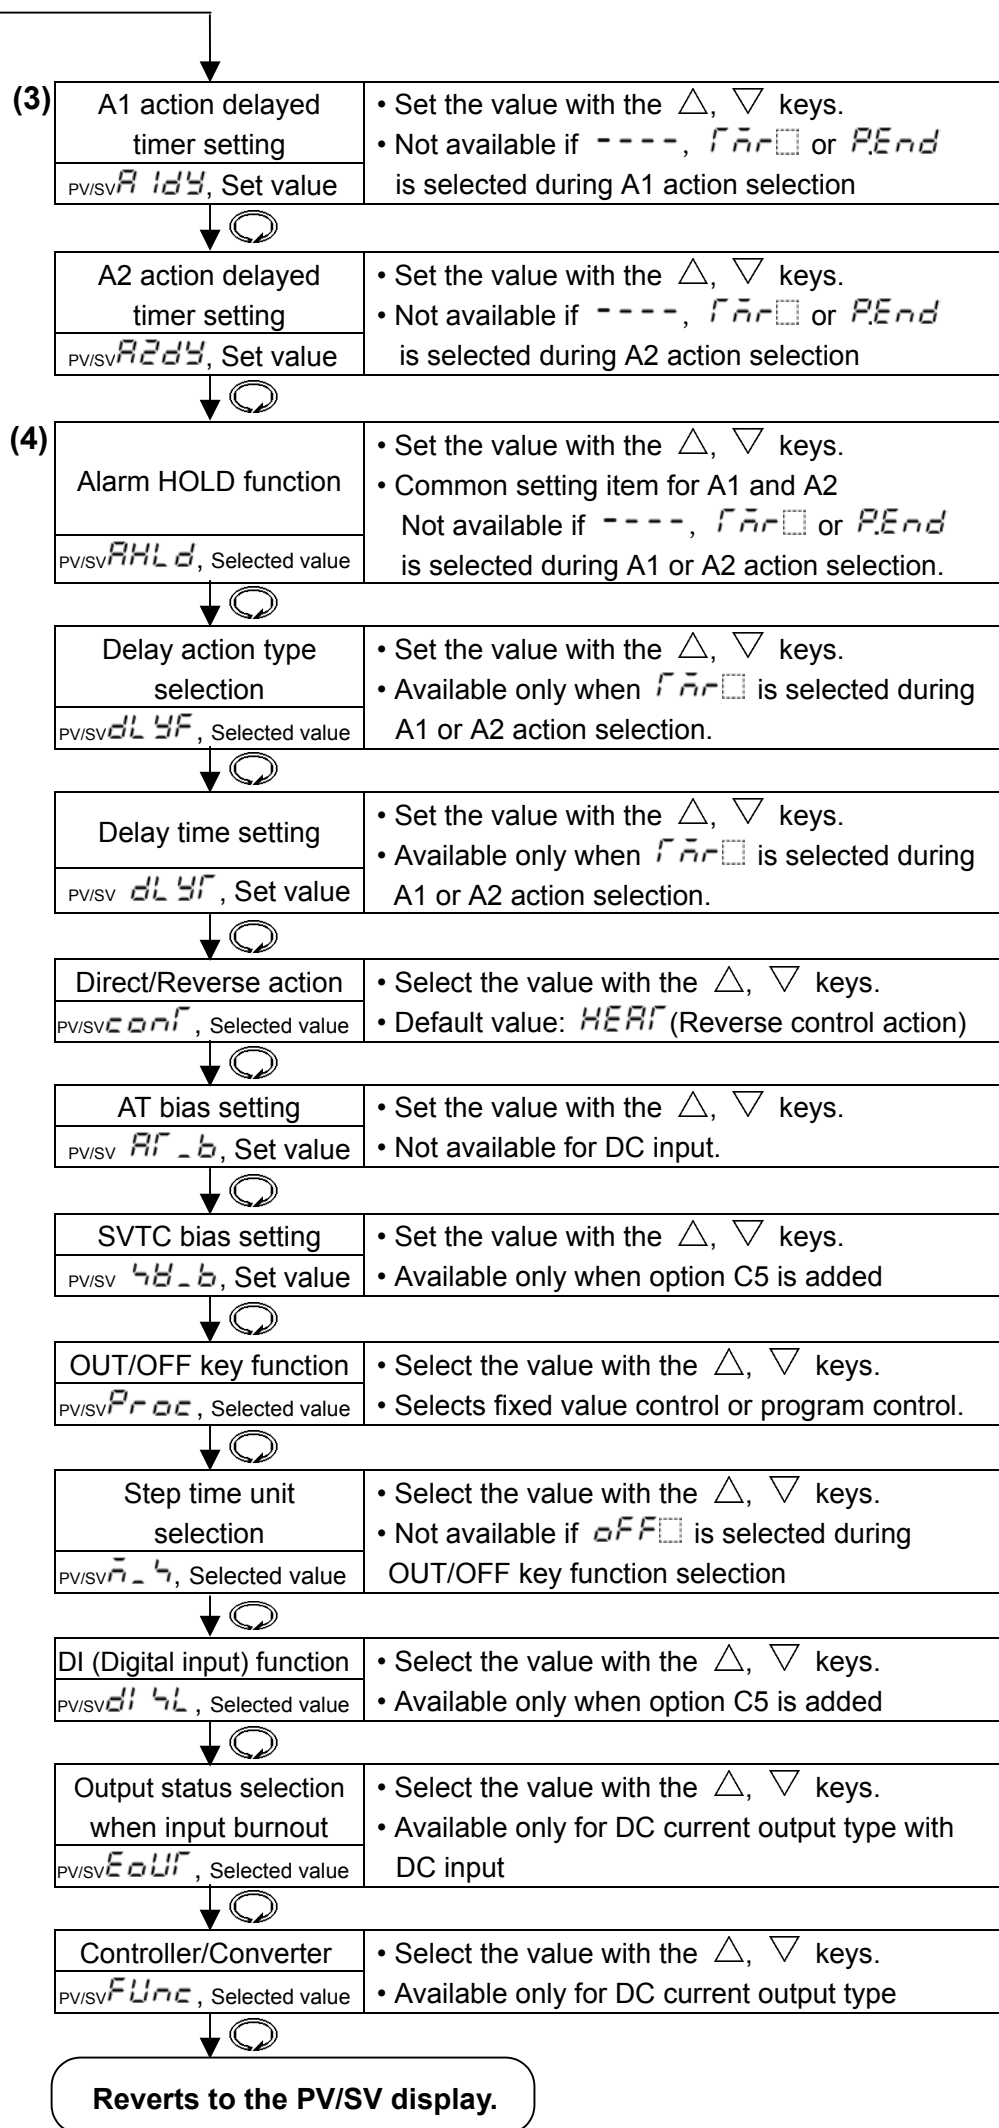 (3)
A1 action delayed
timer setting
PV/SV A1dY, Set value
• Set the value with the △, ▽ keys.
• Not available if ----, TmR⬚ or P.End
is selected during A1 action selection
A2 action delayed
timer setting
PV/SV A2dY, Set value
• Set the value with the △, ▽ keys.
• Not available if ----, TmR⬚ or P.End
is selected during A2 action selection
(4)
Alarm HOLD function
PV/SV AHLd, Selected value
• Set the value with the △, ▽ keys.
• Common setting item for A1 and A2
Not available if ----, TmR⬚ or P.End
is selected during A1 or A2 action selection.
Delay action type
selection
PV/SV dLYF, Selected value
• Set the value with the △, ▽ keys.
• Available only when TmR⬚ is selected during
A1 or A2 action selection.
Delay time setting
PV/SV dLYT, Set value
• Set the value with the △, ▽ keys.
• Available only when TmR⬚ is selected during
A1 or A2 action selection.
Direct/Reverse action
PV/SV conT, Selected value
• Select the value with the △, ▽ keys.
• Default value: HEAT (Reverse control action)
AT bias setting
PV/SV AT_b, Set value
• Set the value with the △, ▽ keys.
• Not available for DC input.
SVTC bias setting
PV/SV SV_b, Set value
• Set the value with the △, ▽ keys.
• Available only when option C5 is added
OUT/OFF key function
PV/SV Proc, Selected value
• Select the value with the △, ▽ keys.
• Selects fixed value control or program control.
Step time unit
selection
PV/SV m_S, Selected value
• Select the value with the △, ▽ keys.
• Not available if oFF⬚ is selected during
OUT/OFF key function selection
DI (Digital input) function
PV/SV dISL, Selected value
• Select the value with the △, ▽ keys.
• Available only when option C5 is added
Output status selection
when input burnout
PV/SV EoUT, Selected value
• Select the value with the △, ▽ keys.
• Available only for DC current output type with
DC input
Controller/Converter
PV/SV FUnc, Selected value
• Select the value with the △, ▽ keys.
• Available only for DC current output type
Reverts to the PV/SV display.